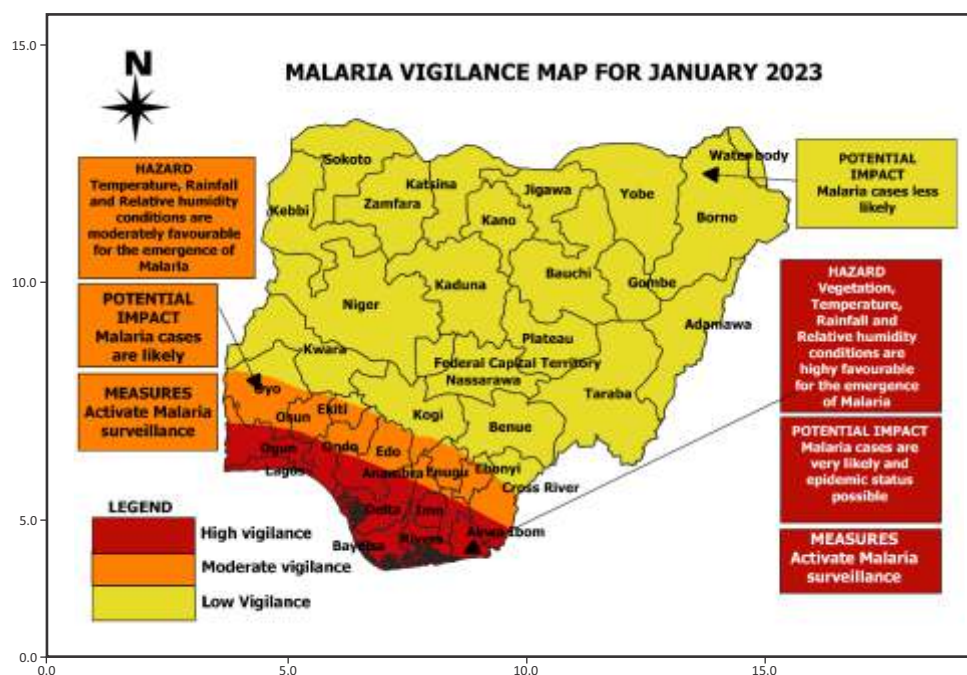 MALARIA VIGILANCE MAP FOR JANUARY 2023
N
15.0
10.0
5.0
0.0
0.0
5.0
10.0
15.0
HAZARD
Temperature, Rainfall
and Relative humidity
conditions are
moderately favourable
for the emergence of
Malaria
POTENTIAL
IMPACT
Malaria cases
are likely
MEASURES
Activate Malaria
surveillance
LEGEND
High vigilance
Moderate vigilance
Low Vigilance
Sokoto
Katsina
Kebbi
Zamfara
Kano
Jigawa
Yobe
Water body
Borno
Bauchi
Gombe
Kaduna
Niger
Adamawa
Plateau
Kwara
Federal Capital Territory
Nassarawa
Taraba
Oyo
Osun
Ekiti
Kogi
Benue
Ogun
Ondo
Edo
Lagos
Anambra
Enugu
Ebonyi
Cross River
Delta
Imo
Akwa Ibom
Bayelsa
Rivers
POTENTIAL
IMPACT
Malaria cases less
likely
HAZARD
Vegetation,
Temperature,
Rainfall and
Relative humidity
conditions are
highy favourable
for the emergence
of Malaria
POTENTIAL IMPACT
Malaria cases are
very likely and
epidemic status
possible
MEASURES
Activate Malaria
surveillance